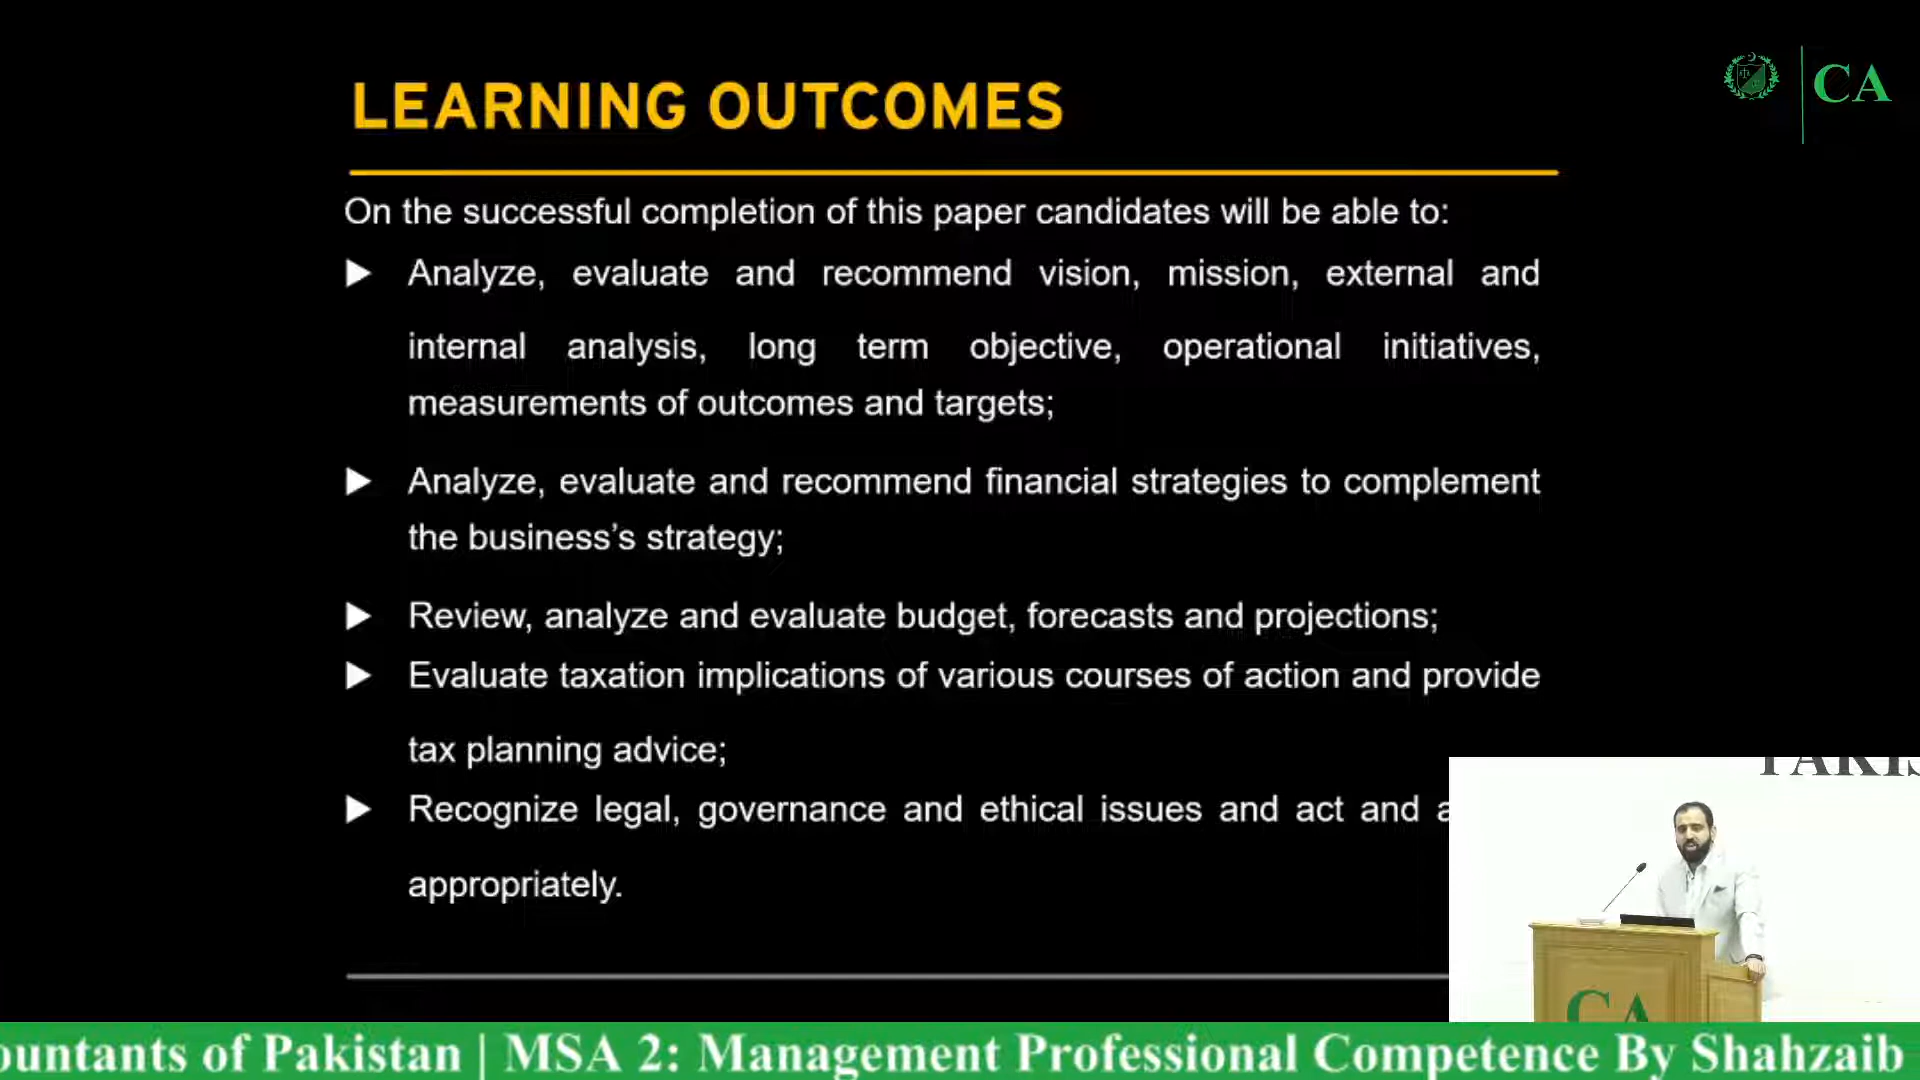 CA
LEARNING OUTCOMES
On the successful completion of this paper candidates will be able to:
Analyze, evaluate and recommend vision, mission, external and
internal analysis, long term objective, operational initiatives,
measurements of outcomes and targets;
Analyze, evaluate and recommend financial strategies to complement
the business’s strategy;
Review, analyze and evaluate budget, forecasts and projections;
Evaluate taxation implications of various courses of action and provide
tax planning advice;
Recognize legal, governance and ethical issues and act and
appropriately.
CA
of Pakistan | MSA 2: Management Professional Competence By Shahzaib